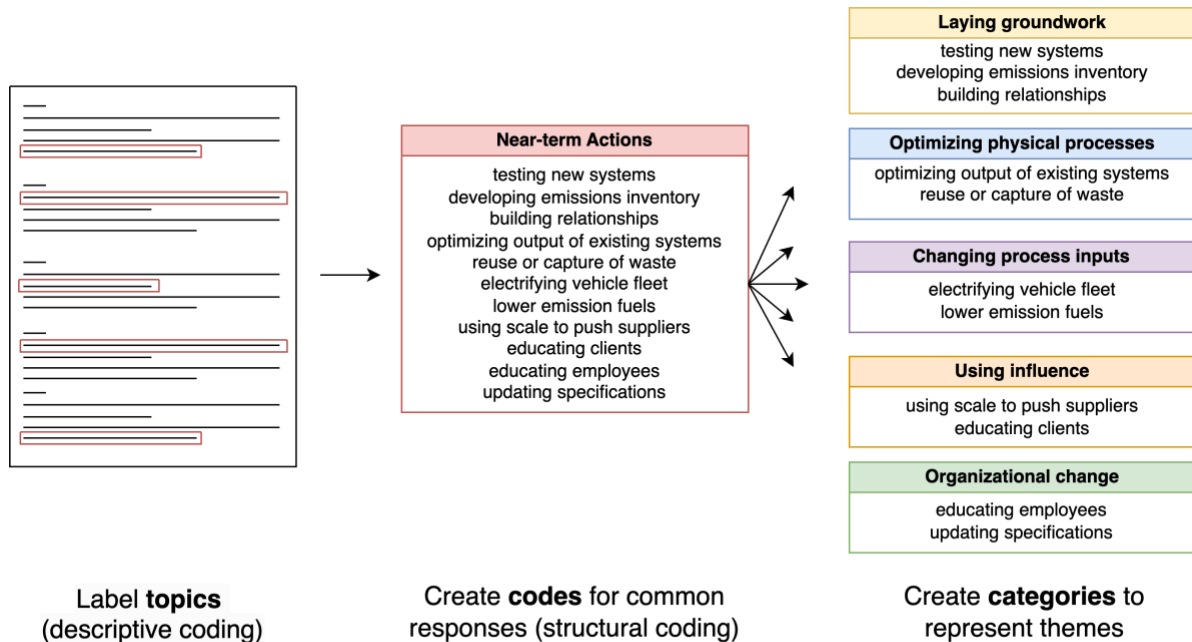 Near-term Actions
testing new systems
developing emissions inventory
building relationships
optimizing output of existing systems
reuse or capture of waste
electrifying vehicle fleet
lower emission fuels
using scale to push suppliers
educating clients
educating employees
updating specifications
Laying groundwork
testing new systems
developing emissions inventory
building relationships
Optimizing physical processes
optimizing output of existing systems
reuse or capture of waste
Changing process inputs
electrifying vehicle fleet
lower emission fuels
Using influence
using scale to push suppliers
educating clients
Organizational change
educating employees
updating specifications
Label topics
(descriptive coding)
Create codes for common
responses (structural coding)
Create categories to
represent themes